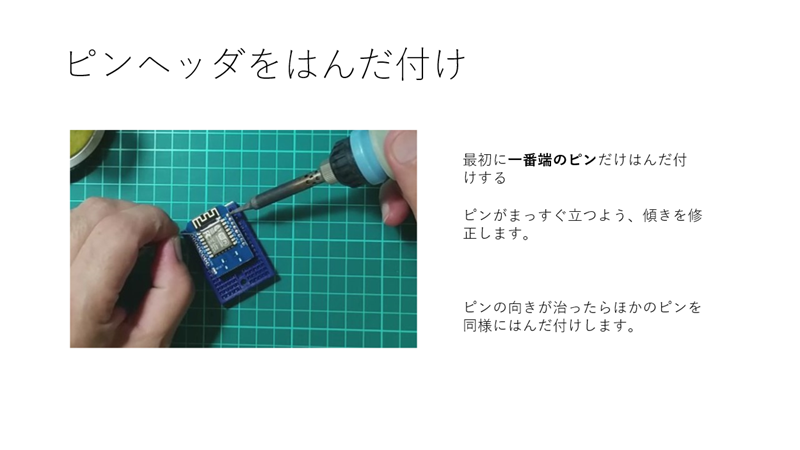 ピンヘッダをはんだ付け
最初に一番端のピンだけはんだ付
けする
ピンがまっすぐ立つよう、傾きを修
正します。
ピンの向きが治ったらほかのピンを
同様にはんだ付けします。